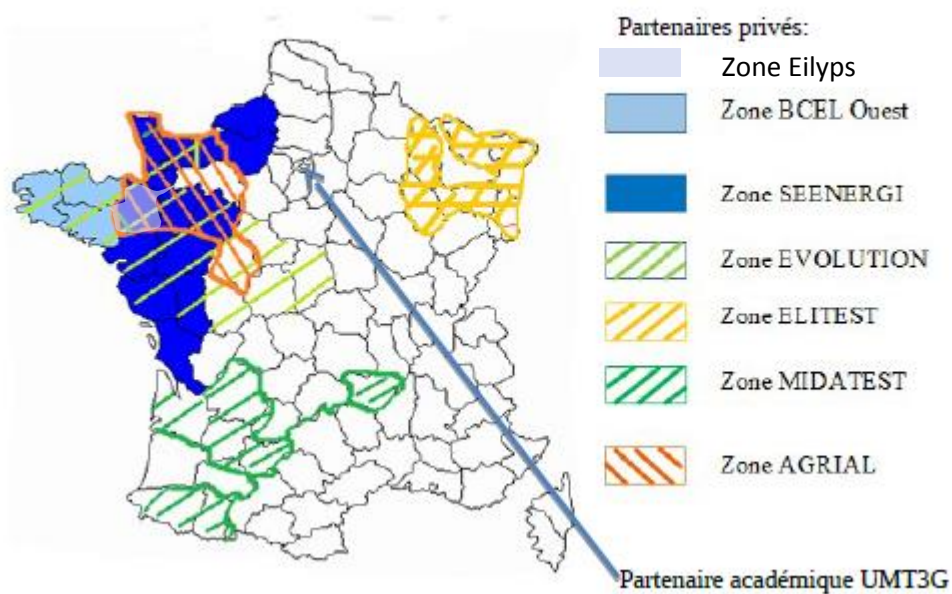 Partenaires privés:
Zone Eilyps
Zone BCEL Ouest
Zone SEENERGI
Zone EVOLUTION
Zone ELITEST
Zone MIDATEST
Zone AGRIAL
Partenaire académique UMT3G